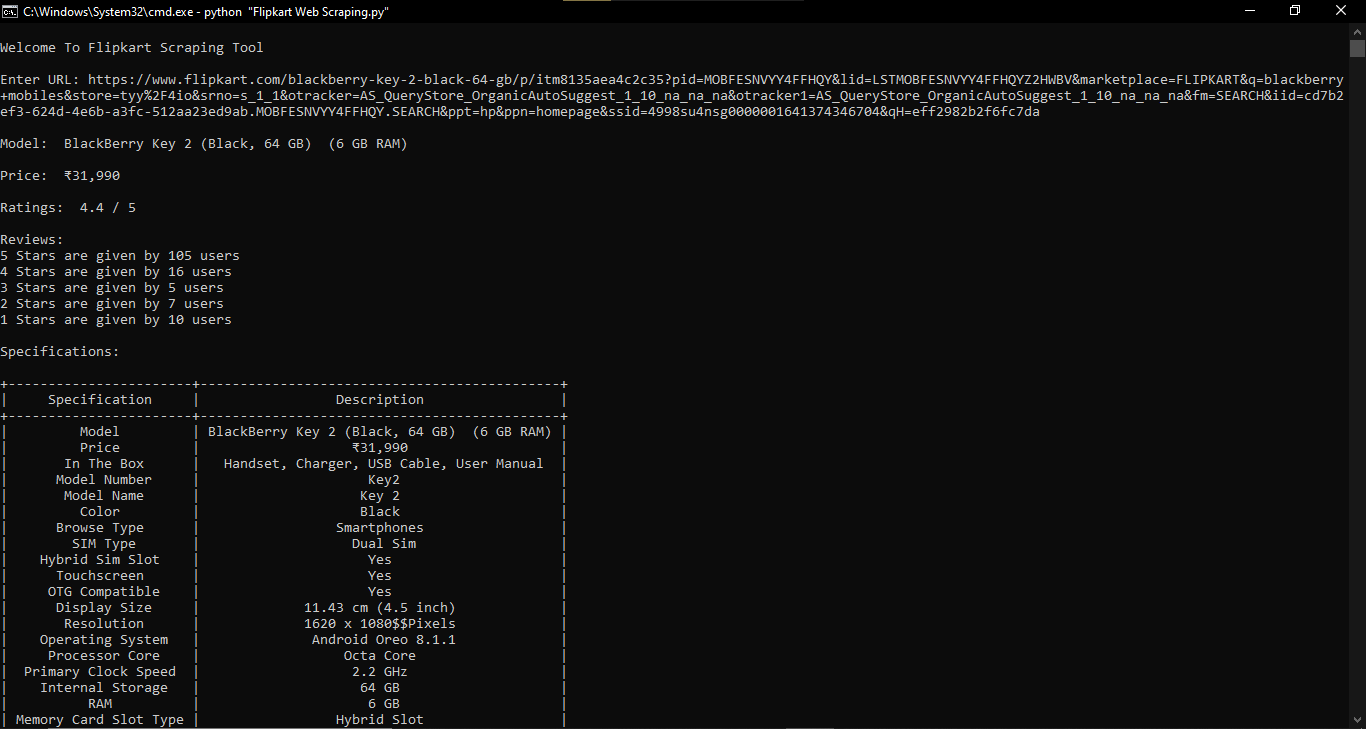 C:\Windows\System32\cmd.exe - python  "Flipkart Web Scraping.py"
Welcome To Flipkart Scraping Tool
Enter URL: https://www.flipkart.com/blackberry-key-2-black-64-gb/p/itm8135aea4c2c35?pid=MOBFESNVYY4FFHQY&lid=LSTMOBFESNVYY4FFHQYZ2HWBV&marketplace=FLIPKART&q=blackberry
+mobiles&store=tyy%2F4io&srno=s_1_1&otracker=AS_QueryStore_OrganicAutoSuggest_1_10_na_na_na&otracker1=AS_QueryStore_OrganicAutoSuggest_1_10_na_na_na&fm=SEARCH&iid=cd7b2
ef3-624d-4e6b-a3fc-512aa23ed9ab.MOBFESNVYY4FFHQY.SEARCH&ppt=hp&ppn=homepage&ssid=4998su4nsg0000001641374346704&qH=eff2982b2f6fc7da
Model:  BlackBerry Key 2 (Black, 64 GB)  (6 GB RAM)
Price:  ₹31,990
Ratings:  4.4 / 5
Reviews:
5 Stars are given by 105 users
4 Stars are given by 16 users
3 Stars are given by 5 users
2 Stars are given by 7 users
1 Stars are given by 10 users
Specifications:
+-----------------------+---------------------------------------------+
| Specification | Description |
+-----------------------+---------------------------------------------+
| Model | BlackBerry Key 2 (Black, 64 GB)  (6 GB RAM) |
| Price | ₹31,990 |
| In The Box | Handset, Charger, USB Cable, User Manual |
| Model Number | Key2 |
| Model Name | Key 2 |
| Color | Black |
| Browse Type | Smartphones |
| SIM Type | Dual Sim |
| Hybrid Sim Slot | Yes |
| Touchscreen | Yes |
| OTG Compatible | Yes |
| Display Size | 11.43 cm (4.5 inch) |
| Resolution | 1620 x 1080$$Pixels |
| Operating System | Android Oreo 8.1.1 |
| Processor Core | Octa Core |
| Primary Clock Speed | 2.2 GHz |
| Internal Storage | 64 GB |
| RAM | 6 GB |
| Memory Card Slot Type | Hybrid Slot |